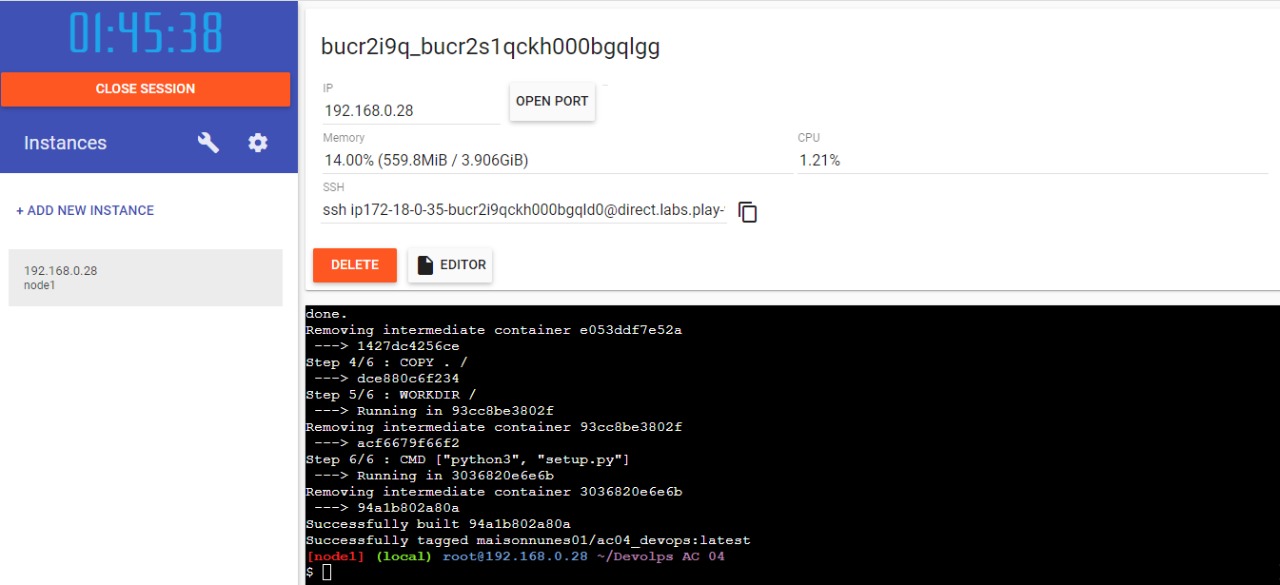 01:45:38
CLOSE SESSION
Instances
+ ADD NEW INSTANCE
192.168.0.28
node1
bucr2i9q_bucr2s1qckh000bgqlgg
IP
192.168.0.28
OPEN PORT
Memory
14.00% (559.8MiB / 3.906GiB)
CPU
1.21%
SSH
ssh ip172-18-0-35-bucr2i9qckh000bgqld0@direct.labs.play-
DELETE
EDITOR
done.
Removing intermediate container e053ddf7e52a
 ---> 1427dc4256ce
Step 4/6 : COPY . /
 ---> dce880c6f234
Step 5/6 : WORKDIR /
 ---> Running in 93cc8be3802f
Removing intermediate container 93cc8be3802f
 ---> acf6679f66f2
Step 6/6 : CMD ["python3", "setup.py"]
 ---> Running in 3036820e6e6b
Removing intermediate container 3036820e6e6b
 ---> 94a1b802a80a
Successfully built 94a1b802a80a
Successfully tagged maisonnunes01/ac04_devops:latest
[node1] (local) root@192.168.0.28 ~/Devolps AC 04
$